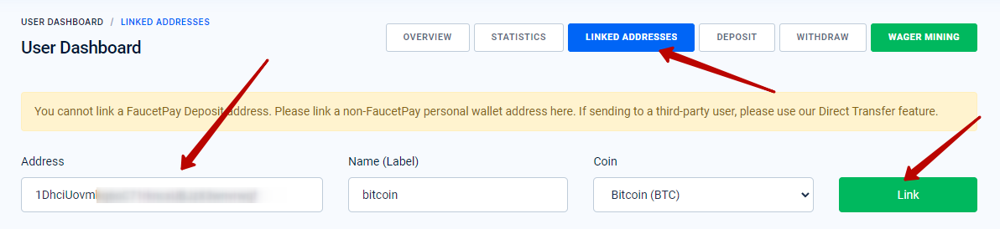 USER DASHBOARD / LINKED ADDRESSES
User Dashboard
OVERVIEW STATISTICS LINKED ADDRESSES DEPOSIT WITHDRAW WAGER MINING
You cannot link a FaucetPay Deposit address. Please link a non-FaucetPay personal wallet address here. If sending to a third-party user, please use our Direct Transfer feature.
Address Name (Label) Coin
bitcoin Bitcoin (BTC) Link